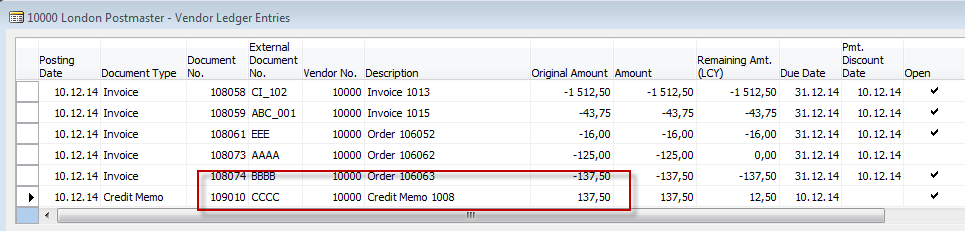 10000 London Postmaster - Vendor Ledger Entries
Posting Date Document Type Document No. External Document No. Vendor No. Description Original Amount Amount Remaining Amt. (LCY) Due Date Pmt. Discount Date Open
10.12.14 Invoice 108058 CI_102 10000 Invoice 1013 -1 512,50 -1 512,50 -1 512,50 31.12.14 10.12.14 ✔
10.12.14 Invoice 108059 ABC_001 10000 Invoice 1015 -43,75 -43,75 -43,75 31.12.14 10.12.14 ✔
10.12.14 Invoice 108061 EEE 10000 Order 106052 -16,00 -16,00 -16,00 31.12.14 10.12.14 ✔
10.12.14 Invoice 108073 AAAA 10000 Order 106062 -125,00 -125,00 0,00 31.12.14 10.12.14
10.12.14 Invoice 108074 BBBB 10000 Order 106063 -137,50 -137,50 -137,50 31.12.14 10.12.14 ✔
10.12.14 Credit Memo 109010 CCCC 10000 Credit Memo 1008 137,50 137,50 12,50 10.12.14 ✔